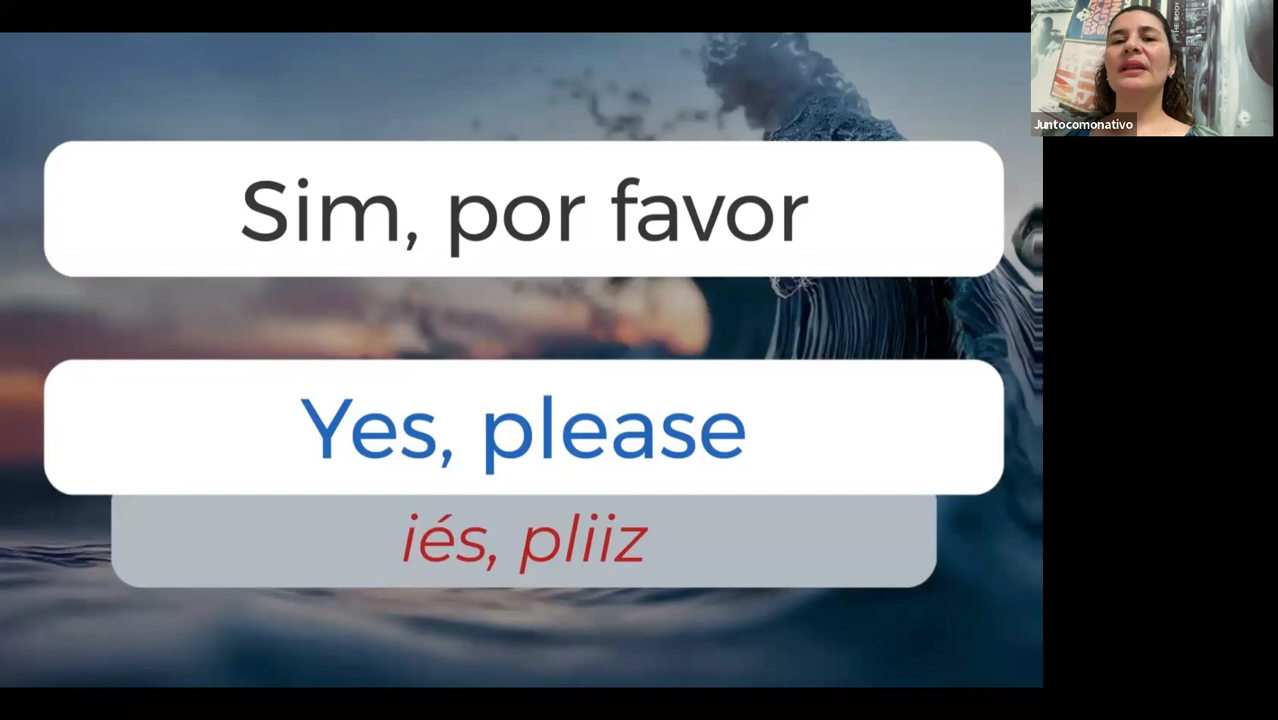 Sim, por favor
Yes, please
iés, pliiz
Juntocomonativo